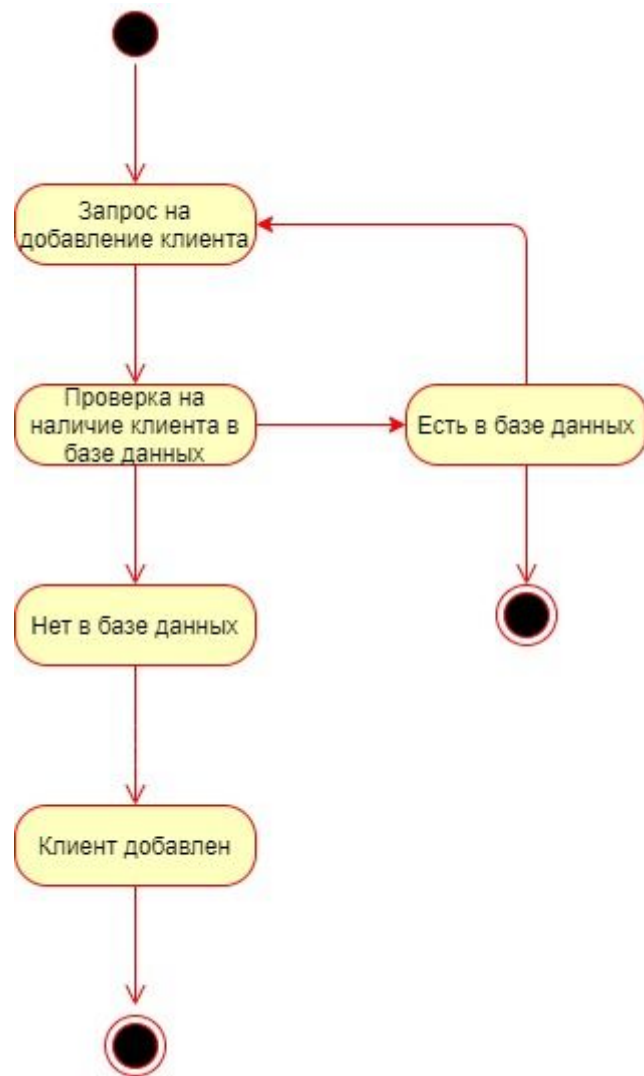 Запрос на
добавление клиента
Проверка на
наличие клиента в
базе данных
Есть в базе данных
Нет в базе данных
Клиент добавлен